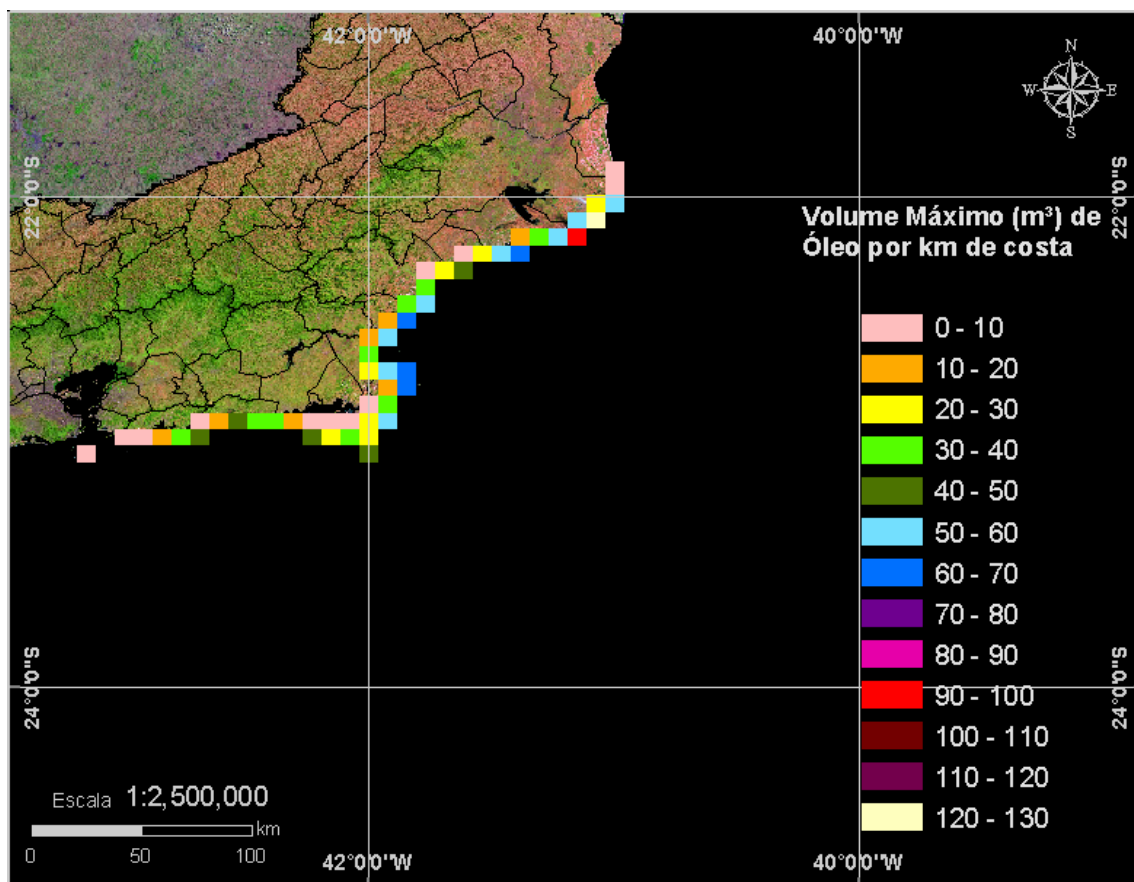 42°0'0"W
40°0'0"W
N
W
E
S
22°0'0"S
22°0'0"S
Volume Máximo (m³) de
Óleo por km de costa
0 - 10
10 - 20
20 - 30
30 - 40
40 - 50
50 - 60
60 - 70
70 - 80
80 - 90
90 - 100
100 - 110
110 - 120
120 - 130
24°0'0"S
24°0'0"S
Escala 1:2,500,000
km
0 50 100
42°0'0"W
40°0'0"W